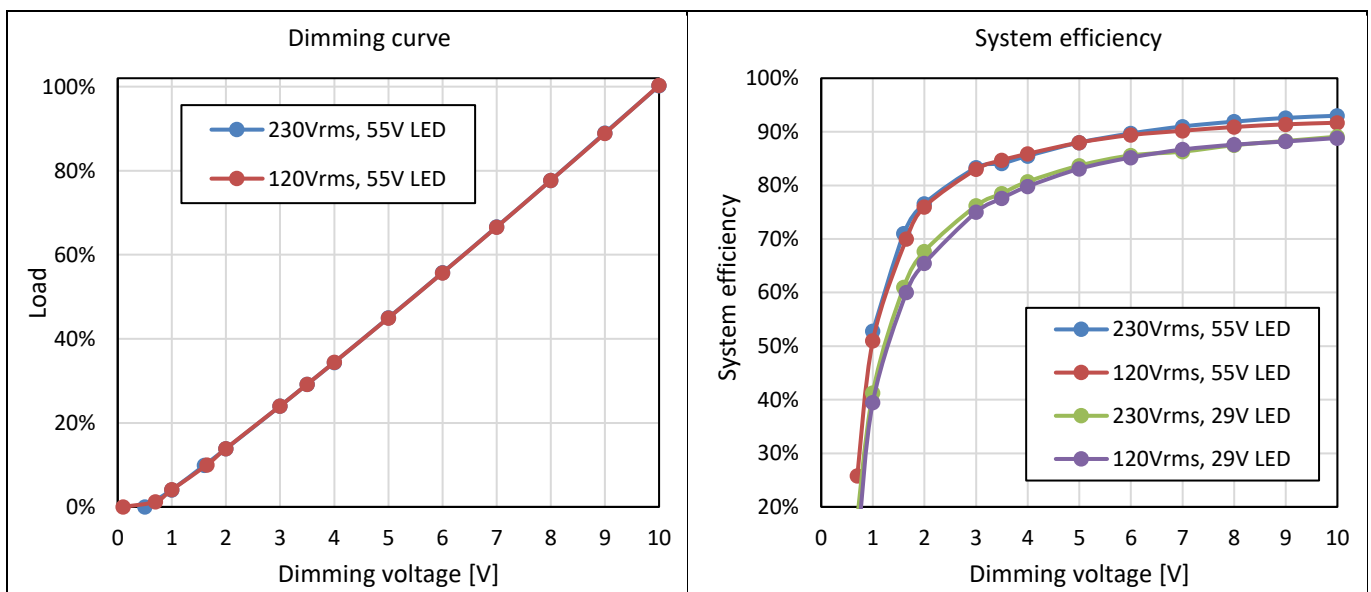 Dimming curve
100%
80%
60%
40%
20%
0%
Load
230Vrms, 55V LED
120Vrms, 55V LED
0 1 2 3 4 5 6 7 8 9 10
Dimming voltage [V]
System efficiency
100%
90%
80%
70%
60%
50%
40%
30%
20%
System efficiency
230Vrms, 55V LED
120Vrms, 55V LED
230Vrms, 29V LED
120Vrms, 29V LED
0 1 2 3 4 5 6 7 8 9 10
Dimming voltage [V]